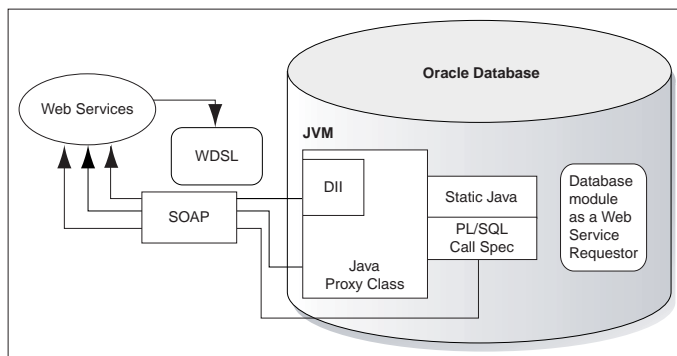 Oracle Database
Web Services
WDSL
SOAP
JVM
DII
Java
Proxy Class
Static Java
PL/SQL
Call Spec
Database
module
as a Web
Service
Requestor